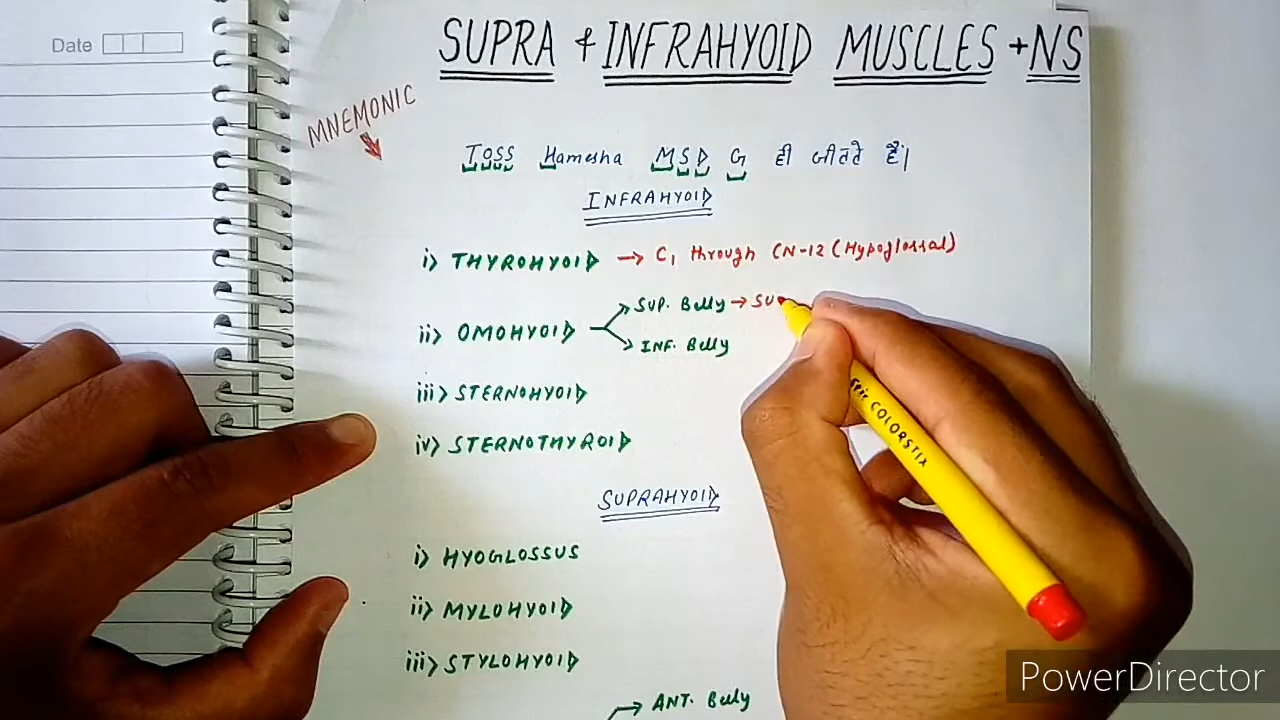 Date
SUPRA & INFRAHYOID MUSCLES + NS
MNEMONIC
TOSS Hamesha MSD G ही जीतते हैं।
INFRAHYOID
i> THYROHYOID → C1 through CN-12 (Hypoglossal)
ii> OMOHYOID
SUP. Belly → SU
INF. Belly
iii> STERNOHYOID
iv> STERNOTHYROID
SUPRAHYOID
i> HYOGLOSSUS
ii> MYLOHYOID
iii> STYLOHYOID
ANT. Belly
COLORSTIX
PowerDirector